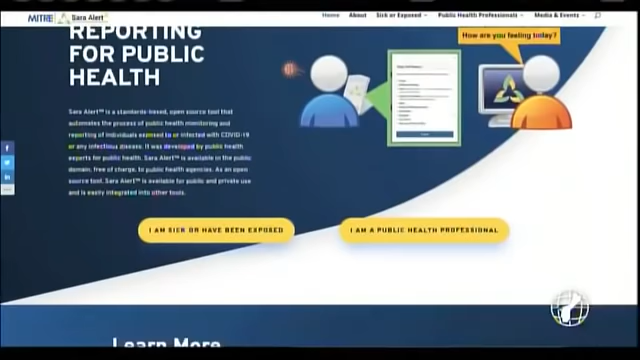 MITRE Sara Alert
Home About Sick or Exposed Public Health Professionals Media & Events
REPORTING
FOR PUBLIC
HEALTH
How are you feeling today?
Sara Alert™ is a standards-based, open source tool that
automates the process of public health monitoring and
reporting of individuals exposed to or infected with COVID-19
or any infectious disease. It was developed by public health
experts for public health. Sara Alert™ is available in the public
domain, free of charge, to public health agencies. As an open
source tool, Sara Alert™ is available for public and private use
and is easily integrated into other tools.
I AM SICK OR HAVE BEEN EXPOSED
I AM A PUBLIC HEALTH PROFESSIONAL
Learn More